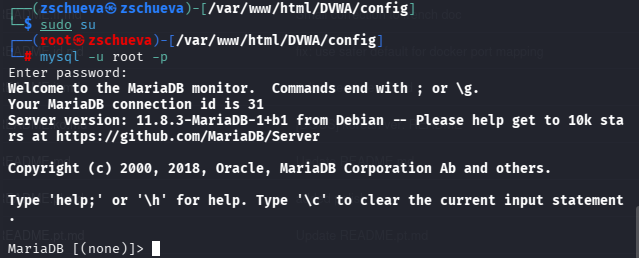 (zschueva㉿zschueva)-[/var/www/html/DVWA/config]
$ sudo su
(root㉿zschueva)-[/var/www/html/DVWA/config]
# mysql -u root -p
Enter password:
Welcome to the MariaDB monitor.  Commands end with ; or \g.
Your MariaDB connection id is 31
Server version: 11.8.3-MariaDB-1+b1 from Debian -- Please help get to 10k sta
rs at https://github.com/MariaDB/Server
Copyright (c) 2000, 2018, Oracle, MariaDB Corporation Ab and others.
Type 'help;' or '\h' for help. Type '\c' to clear the current input statement
.
MariaDB [(none)]>